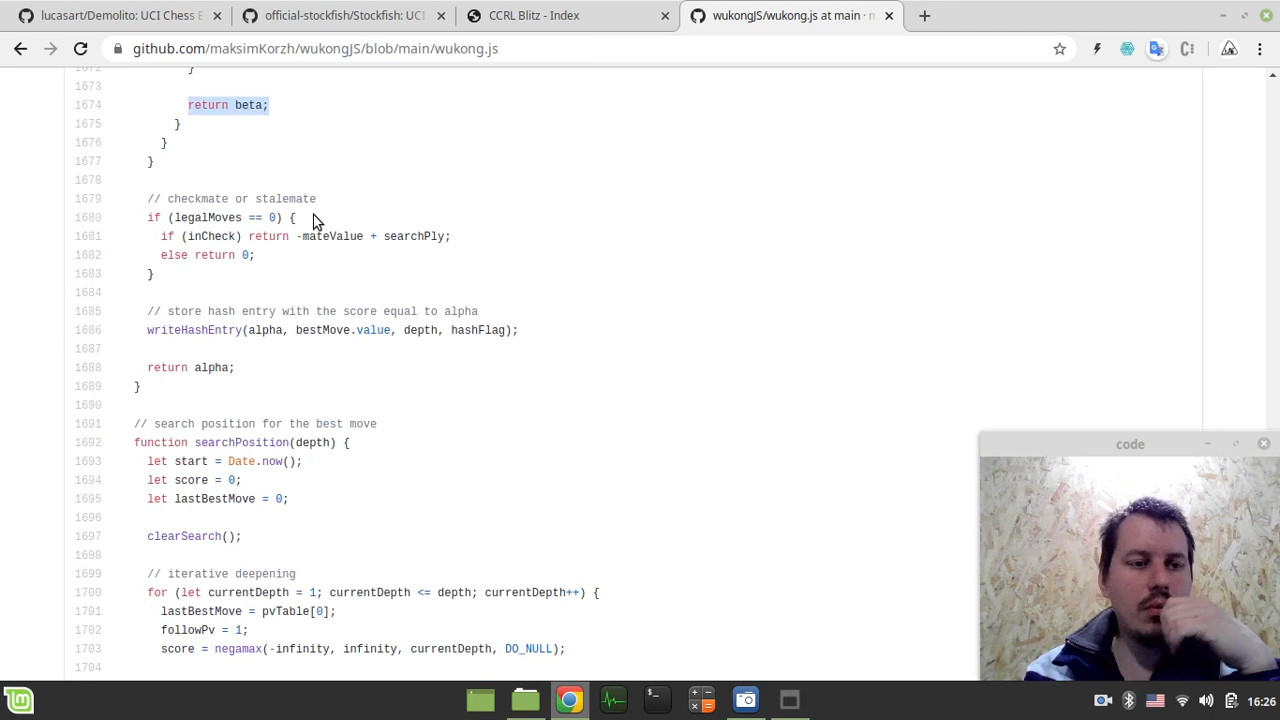 lucasart/Demolito: UCI Chess E
official-stockfish/Stockfish: UCI
CCRL Blitz - Index
wukongJS/wukong.js at main · m
github.com/maksimKorzh/wukongJS/blob/main/wukong.js
1672 }
1673
1674 return beta;
1675 }
1676 }
1677 }
1678
1679 // checkmate or stalemate
1680 if (legalMoves == 0) {
1681 if (inCheck) return -mateValue + searchPly;
1682 else return 0;
1683 }
1684
1685 // store hash entry with the score equal to alpha
1686 writeHashEntry(alpha, bestMove.value, depth, hashFlag);
1687
1688 return alpha;
1689 }
1690
1691 // search position for the best move
1692 function searchPosition(depth) {
1693 let start = Date.now();
1694 let score = 0;
1695 let lastBestMove = 0;
1696
1697 clearSearch();
1698
1699 // iterative deepening
1700 for (let currentDepth = 1; currentDepth <= depth; currentDepth++) {
1701 lastBestMove = pvTable[0];
1702 followPv = 1;
1703 score = negamax(-infinity, infinity, currentDepth, DO_NULL);
1704
code
16:26